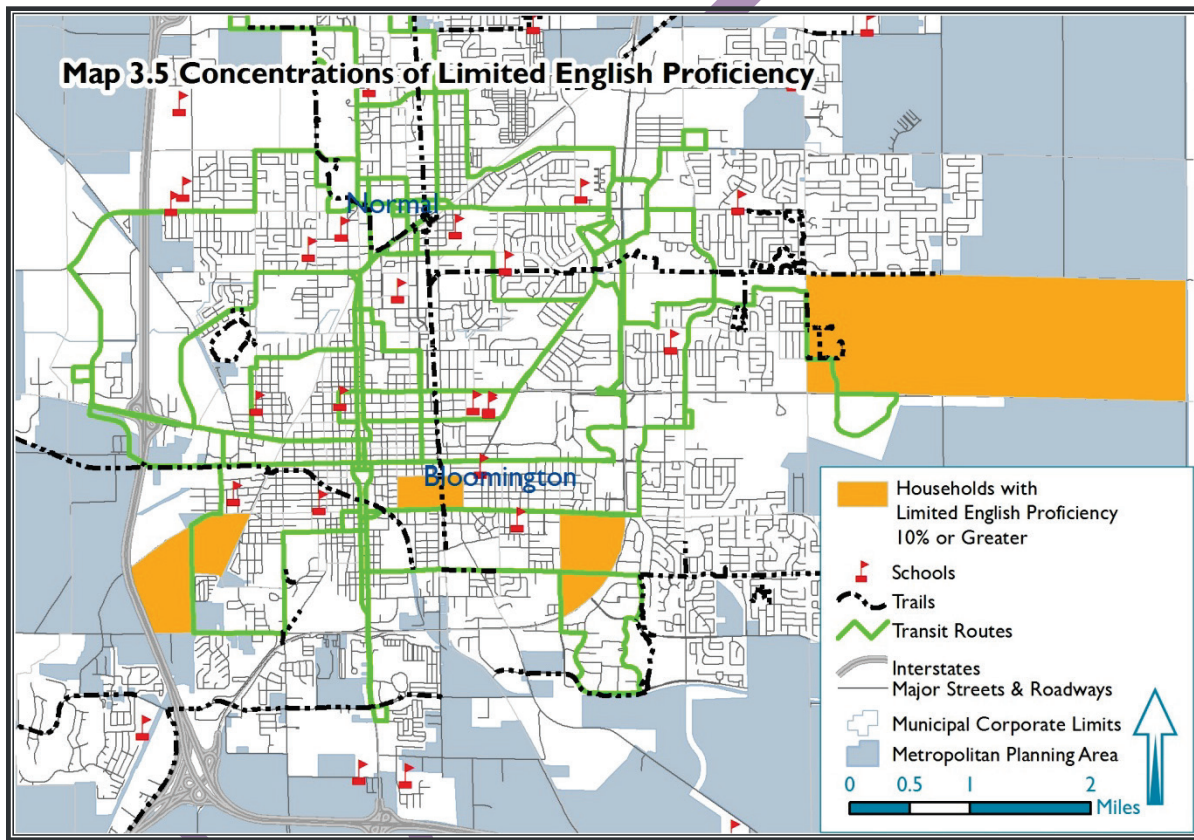 Map 3.5 Concentrations of Limited English Proficiency
Normal
Bloomington
Households with
Limited English Proficiency
10% or Greater
Schools
Trails
Transit Routes
Interstates
Major Streets & Roadways
Municipal Corporate Limits
Metropolitan Planning Area
0 0.5 1 2
Miles